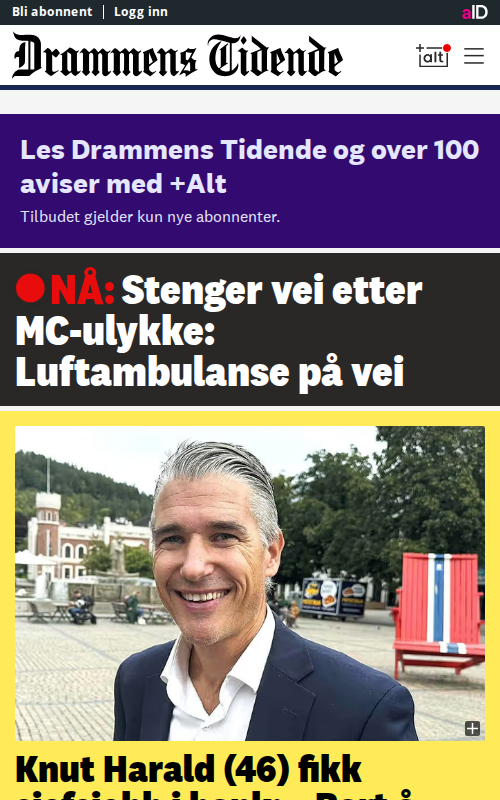 Bli abonnent | Logg inn
aID
Drammens Tidende
+alt
Les Drammens Tidende og over 100
aviser med +Alt
Tilbudet gjelder kun nye abonnenter.
NÅ: Stenger vei etter
MC-ulykke:
Luftambulanse på vei
Knut Harald (46) fikk